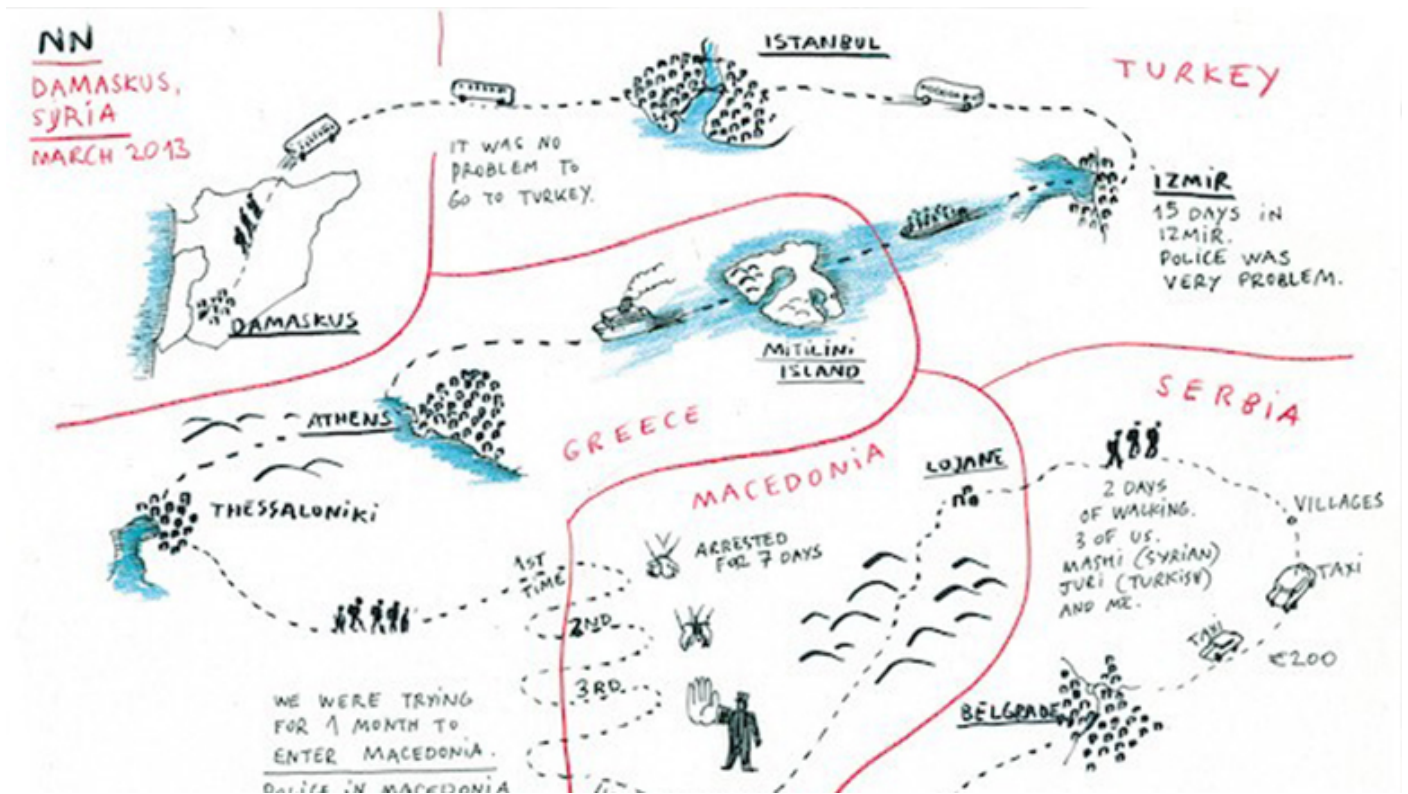 NN
DAMASKUS,
SYRIA
MARCH 2013
DAMASKUS
IT WAS NO
PROBLEM TO
GO TO TURKEY.
ISTANBUL
TURKEY
IZMIR
15 DAYS IN
IZMIR.
POLICE WAS
VERY PROBLEM.
MITILINI
ISLAND
GREECE
ATHENS
THESSALONIKI
1ST
TIME
2ND
3RD
WE WERE TRYING
FOR 1 MONTH TO
ENTER MACEDONIA.
POLICE IN MACEDONIA
MACEDONIA
ARRESTED
FOR 7 DAYS
LOJANE
SERBIA
2 DAYS
OF WALKING.
3 OF US.
MASHI (SYRIAN)
JURI (TURKISH)
AND ME.
VILLAGES
TAXI
TAXI
€200
BELGRADE